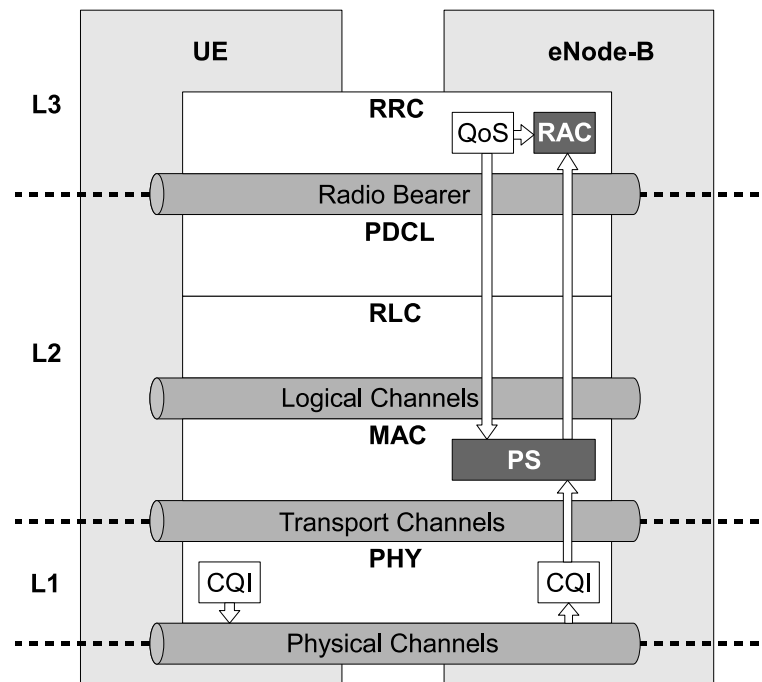 UE
eNode-B
L3
RRC
QoS
RAC
Radio Bearer
PDCL
RLC
L2
Logical Channels
MAC
PS
Transport Channels
PHY
L1
CQI
CQI
Physical Channels